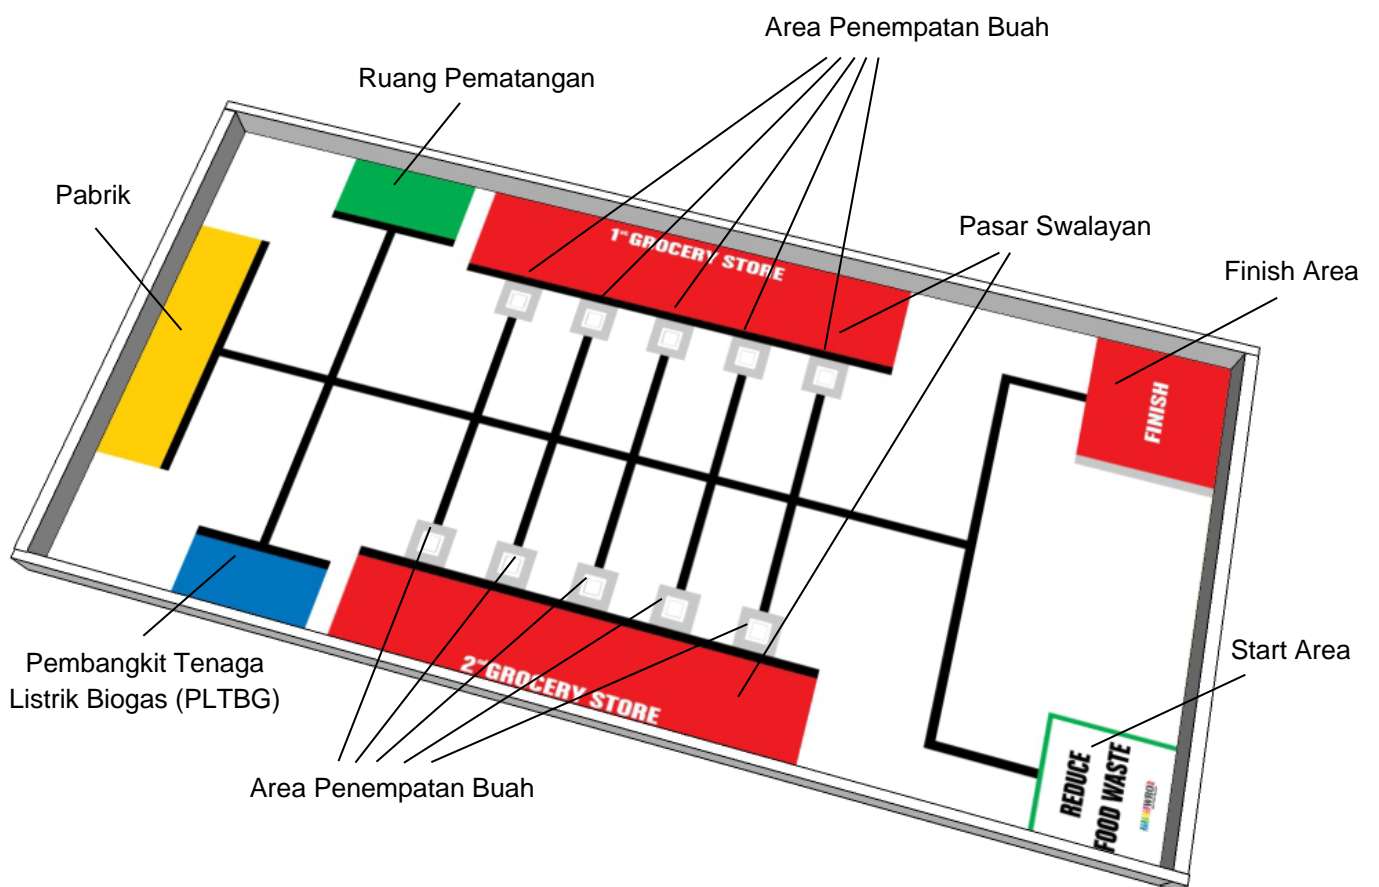 Area Penempatan Buah
Ruang Pematangan
Pabrik
1st GROCERY STORE
Pasar Swalayan
Finish Area
FINISH
Pembangkit Tenaga
Listrik Biogas (PLTBG)
2nd GROCERY STORE
Start Area
REDUCE
FOOD WASTE
WRO
Area Penempatan Buah